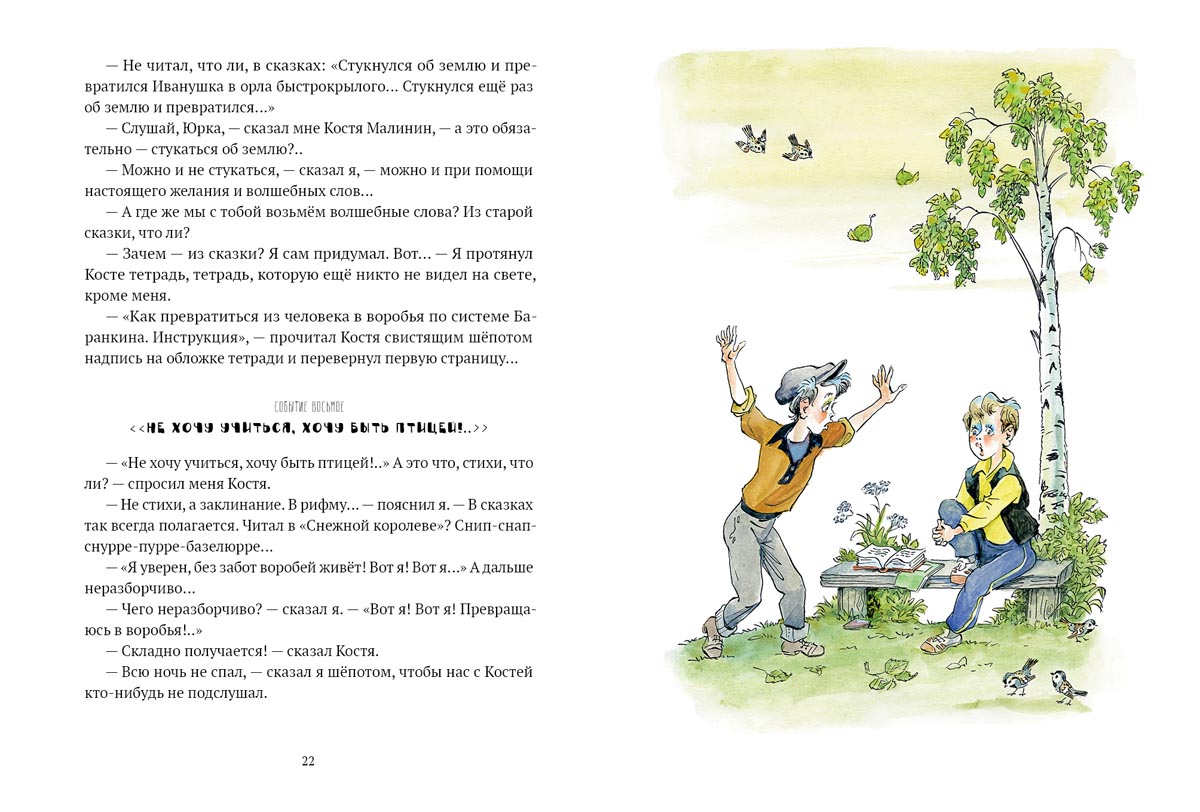 — Не читал, что ли, в сказках: «Стукнулся об землю и пре-
вратился Иванушка в орла быстрокрылого... Стукнулся ещё раз
об землю и превратился...»
— Слушай, Юрка, — сказал мне Костя Малинин, — а это обяза-
тельно — стукаться об землю?..
— Можно и не стукаться, — сказал я, — можно и при помощи
настоящего желания и волшебных слов...
— А где же мы с тобой возьмём волшебные слова? Из старой
сказки, что ли?
— Зачем — из сказки? Я сам придумал. Вот... — Я протянул
Косте тетрадь, тетрадь, которую ещё никто не видел на свете,
кроме меня.
— «Как превратиться из человека в воробья по системе Ба-
ранкина. Инструкция», — прочитал Костя свистящим шёпотом
надпись на обложке тетради и перевернул первую страницу...
СОБЫТИЕ ВОСЬМОЕ
<<НЕ ХОЧУ УЧИТЬСЯ, ХОЧУ БЫТЬ ПТИЦЕЙ!..>>
— «Не хочу учиться, хочу быть птицей!..» А это что, стихи, что
ли? — спросил меня Костя.
— Не стихи, а заклинание. В рифму... — пояснил я. — В сказках
так всегда полагается. Читал в «Снежной королеве»? Снип-снап-
снурре-пурре-базелюрре...
— «Я уверен, без забот воробей живёт! Вот я! Вот я...» А дальше
неразборчиво...
— Чего неразборчиво? — сказал я. — «Вот я! Вот я! Превраща-
юсь в воробья!..»
— Складно получается! — сказал Костя.
— Всю ночь не спал, — сказал я шёпотом, чтобы нас с Костей
кто-нибудь не подслушал.
22